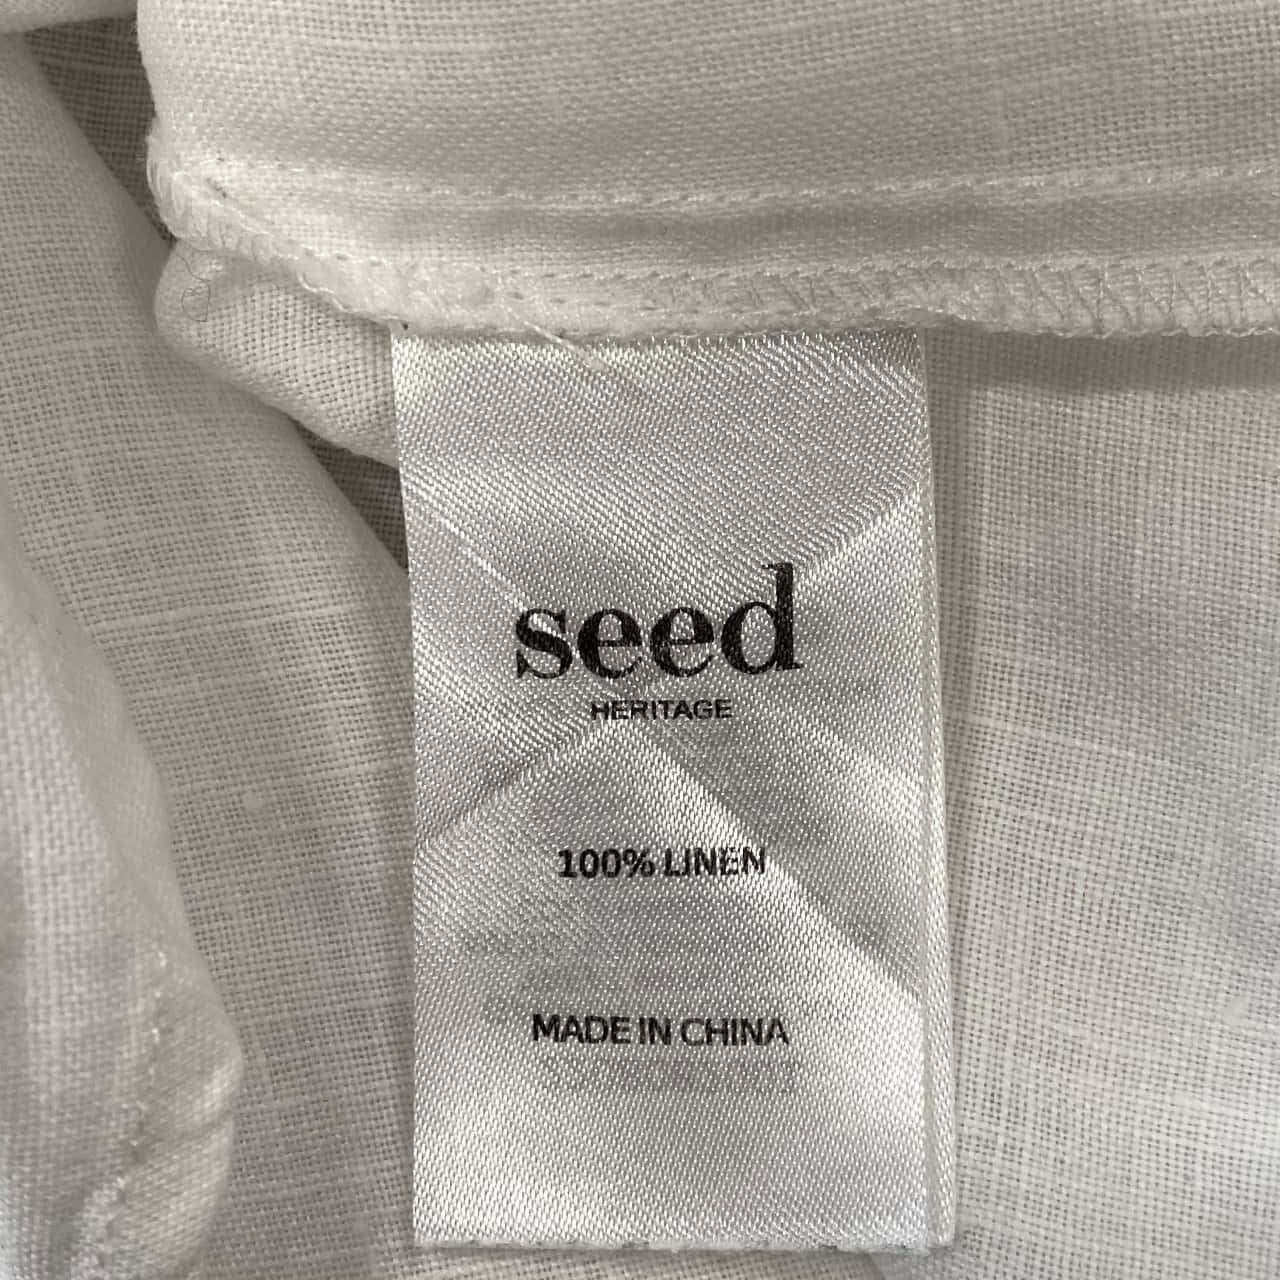 seed
HERITAGE
100% LINEN
MADE IN CHINA